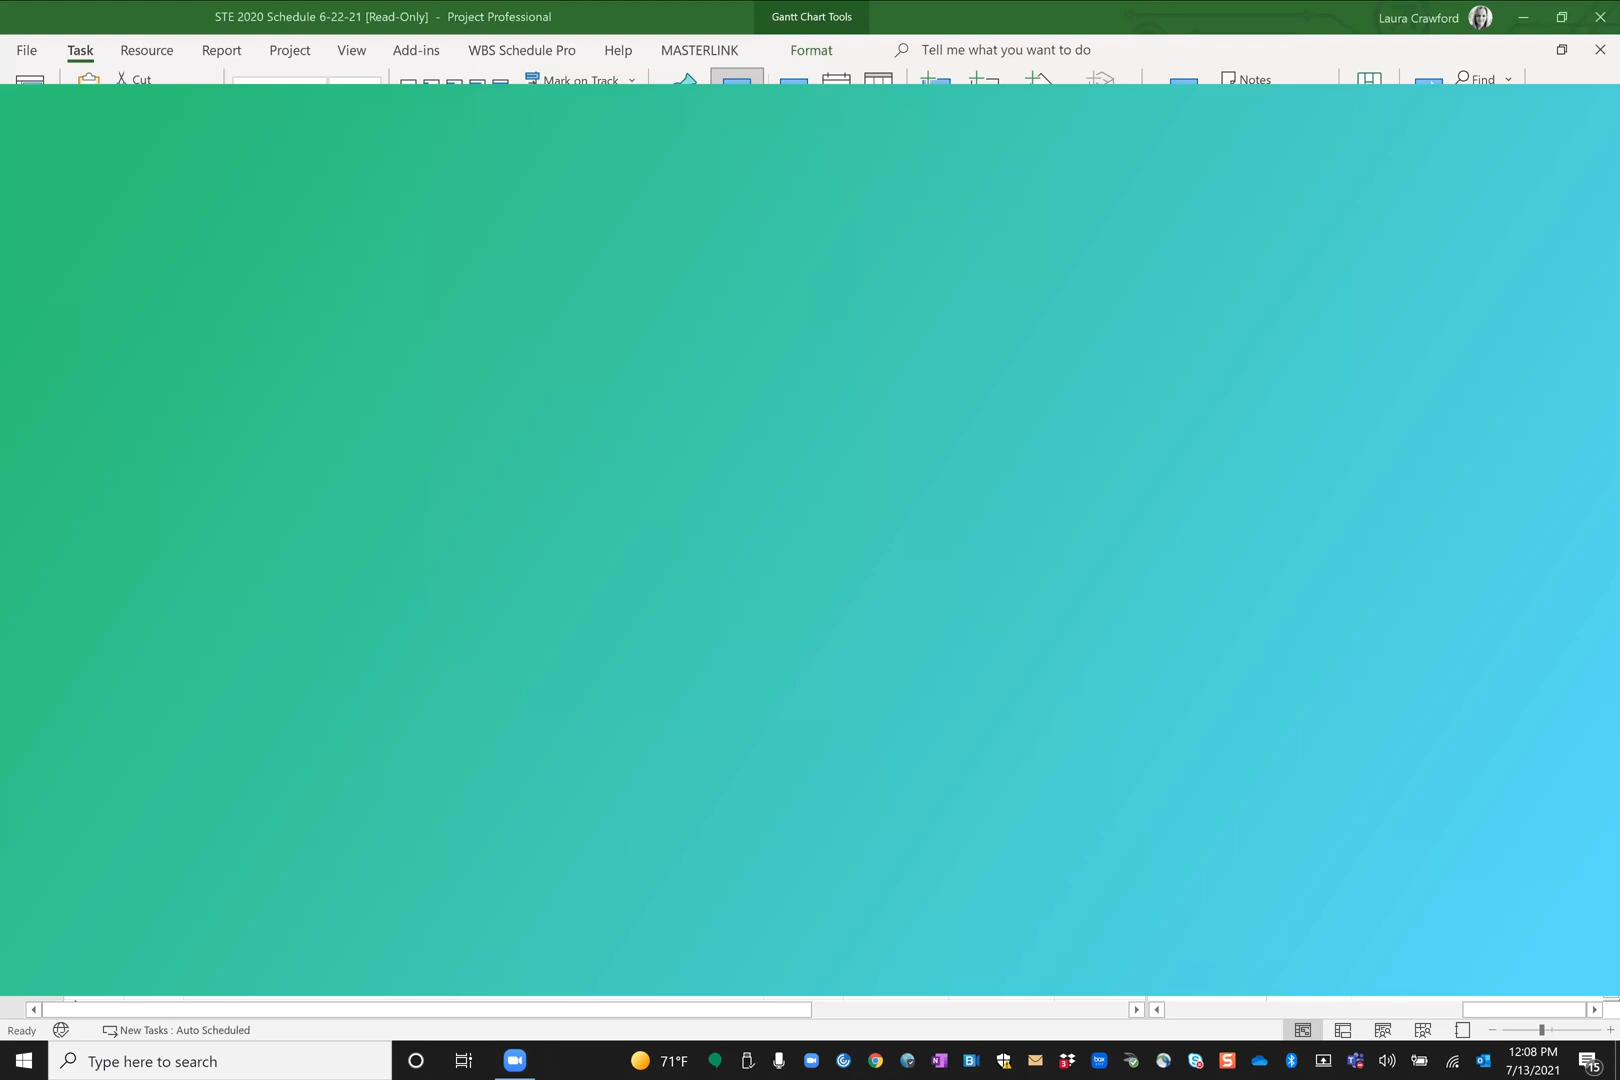 STE 2020 Schedule 6-22-21 [Read-Only] - Project Professional
Gantt Chart Tools
Laura Crawford
File Task Resource Report Project View Add-ins WBS Schedule Pro Help MASTERLINK Format Tell me what you want to do
Cut Mark on Track Notes Find
Ready New Tasks : Auto Scheduled
Type here to search 71°F 12:08 PM
7/13/2021 15